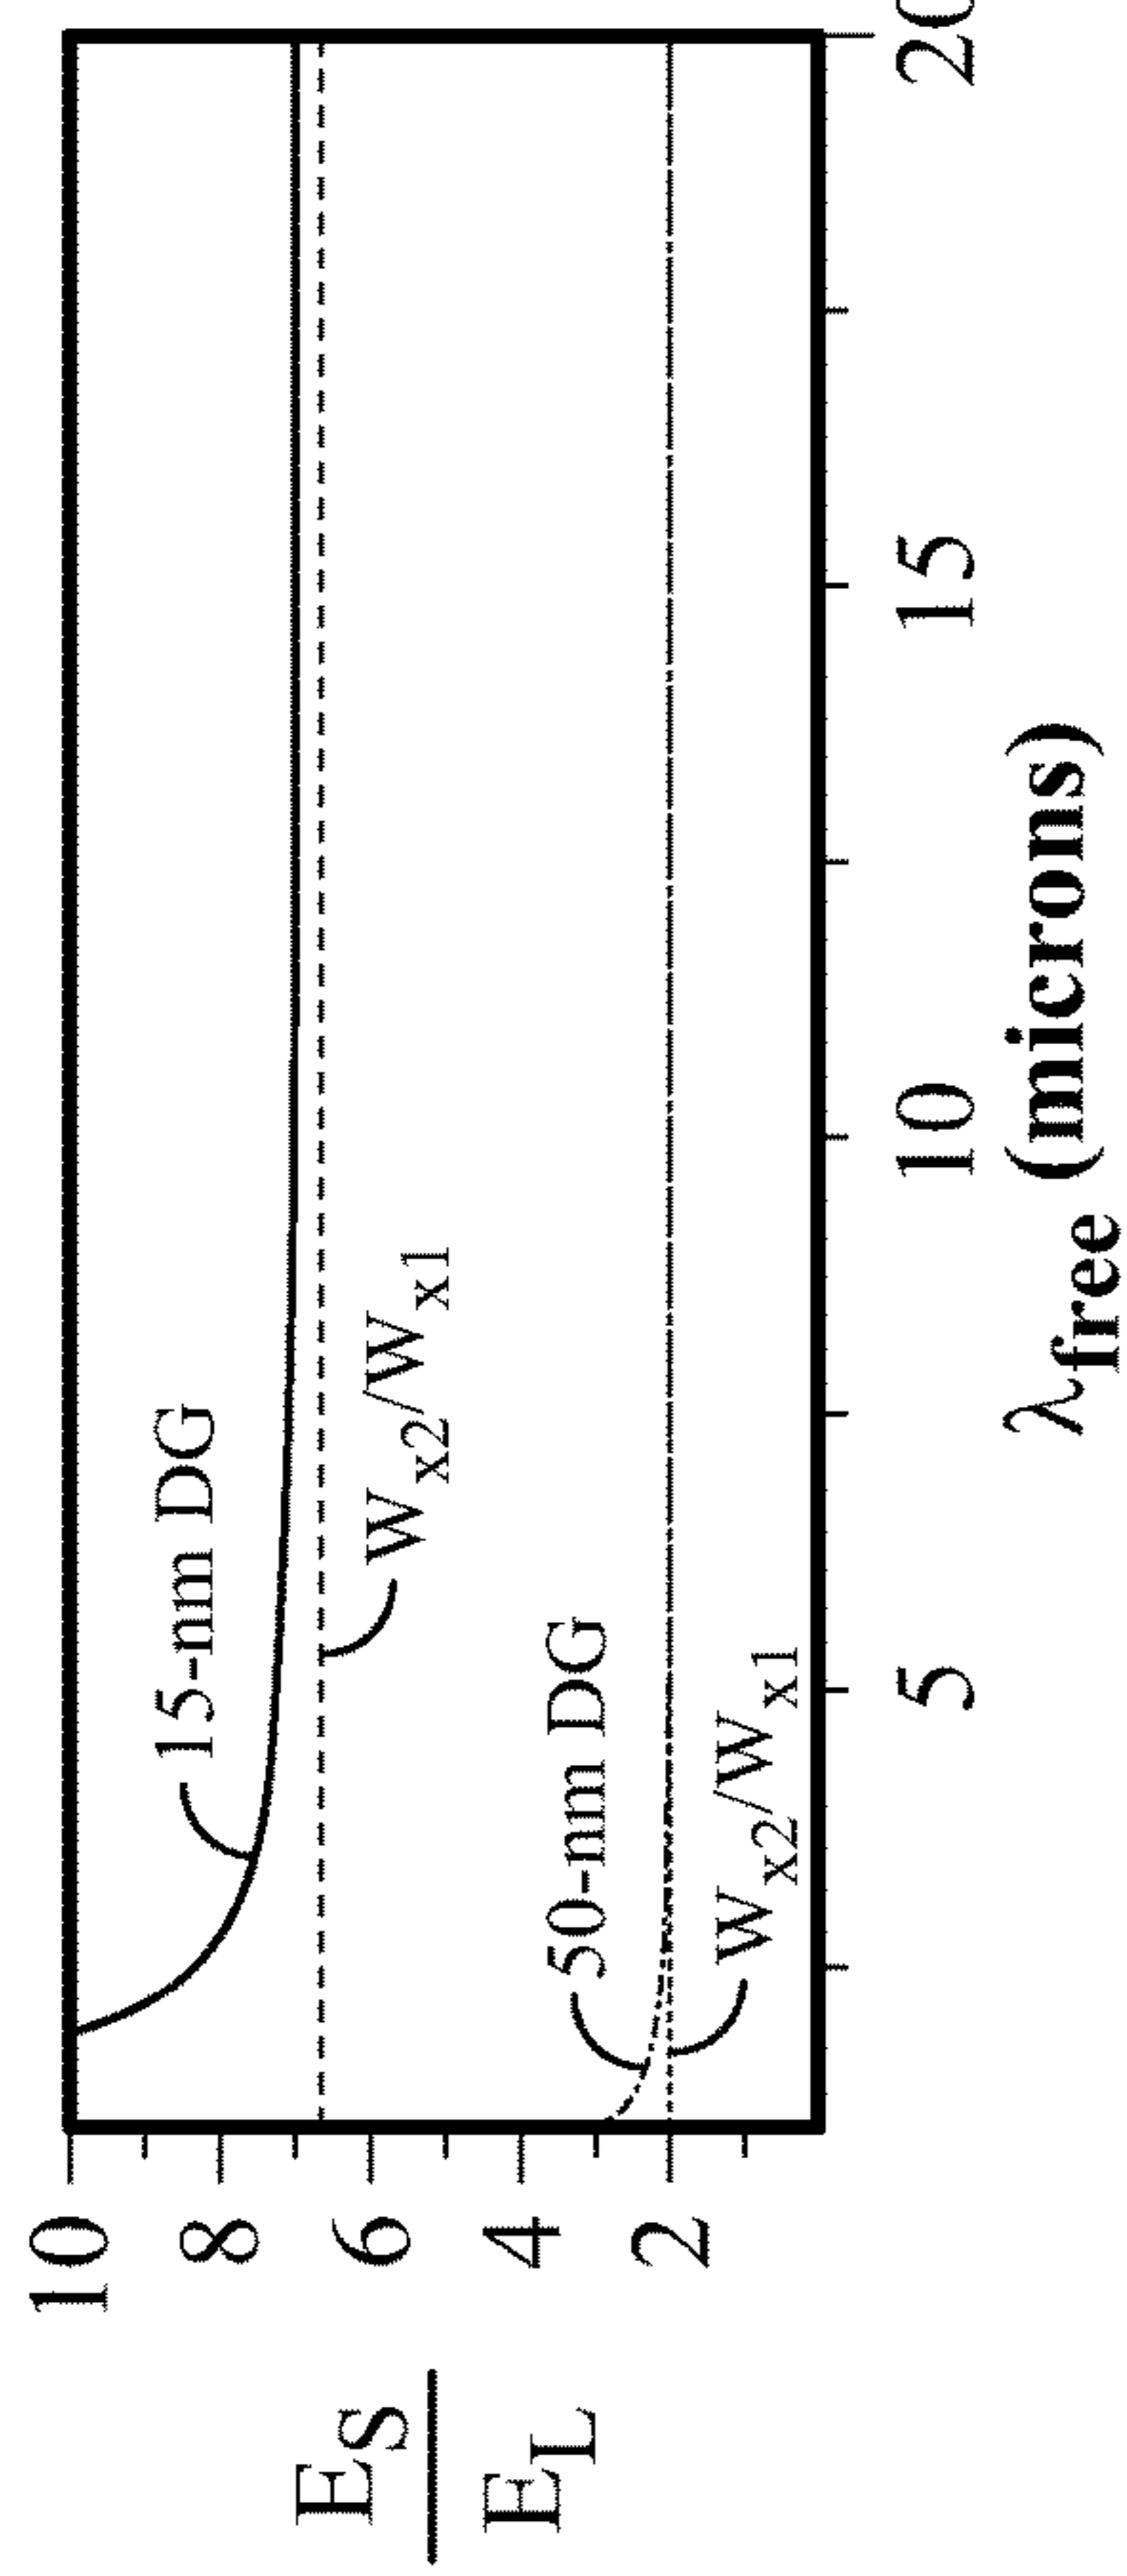 E_S
E_L
10
8
6
4
2
15-nm DG
W_x2/W_x1
50-nm DG
W_x2/W_x1
5
10
15
20
λ_free (microns)